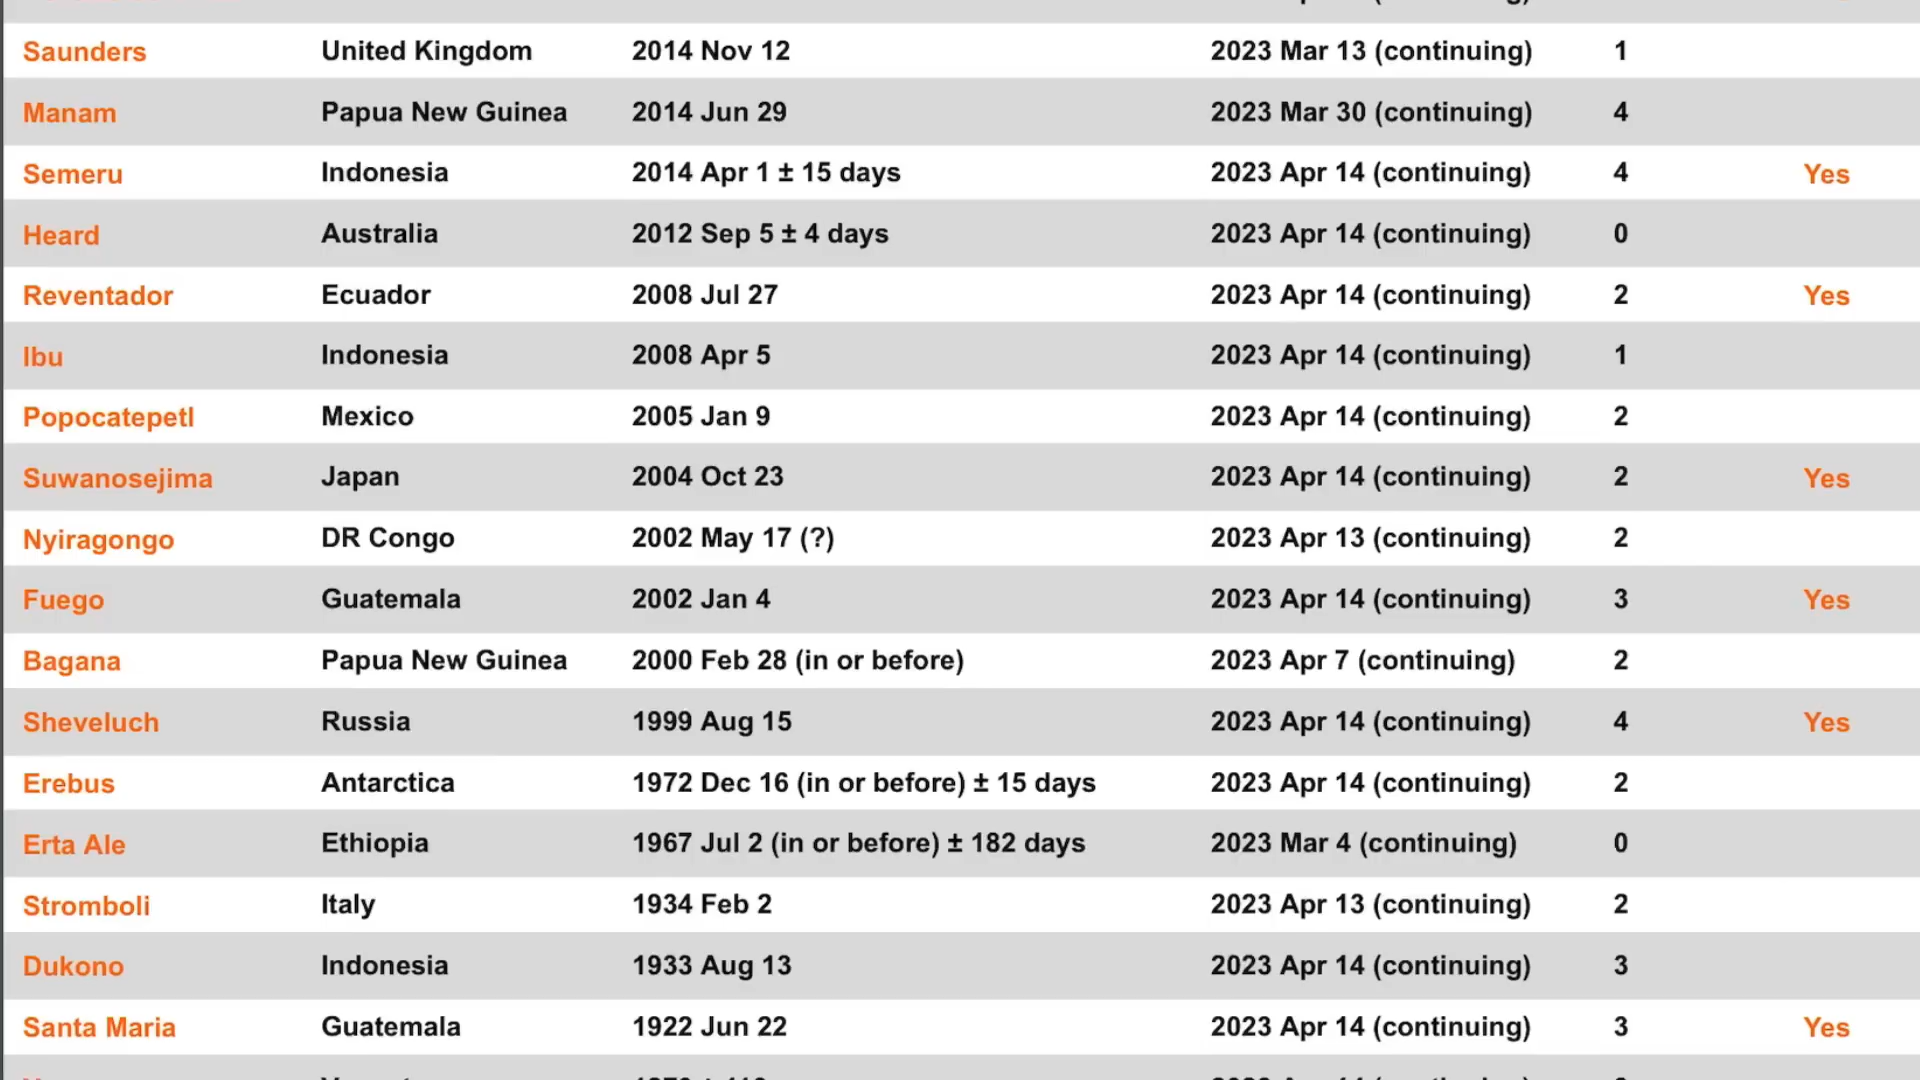 Saunders United Kingdom 2014 Nov 12 2023 Mar 13 (continuing) 1
Manam Papua New Guinea 2014 Jun 29 2023 Mar 30 (continuing) 4
Semeru Indonesia 2014 Apr 1 ± 15 days 2023 Apr 14 (continuing) 4 Yes
Heard Australia 2012 Sep 5 ± 4 days 2023 Apr 14 (continuing) 0
Reventador Ecuador 2008 Jul 27 2023 Apr 14 (continuing) 2 Yes
Ibu Indonesia 2008 Apr 5 2023 Apr 14 (continuing) 1
Popocatepetl Mexico 2005 Jan 9 2023 Apr 14 (continuing) 2
Suwanosejima Japan 2004 Oct 23 2023 Apr 14 (continuing) 2 Yes
Nyiragongo DR Congo 2002 May 17 (?) 2023 Apr 13 (continuing) 2
Fuego Guatemala 2002 Jan 4 2023 Apr 14 (continuing) 3 Yes
Bagana Papua New Guinea 2000 Feb 28 (in or before) 2023 Apr 7 (continuing) 2
Sheveluch Russia 1999 Aug 15 2023 Apr 14 (continuing) 4 Yes
Erebus Antarctica 1972 Dec 16 (in or before) ± 15 days 2023 Apr 14 (continuing) 2
Erta Ale Ethiopia 1967 Jul 2 (in or before) ± 182 days 2023 Mar 4 (continuing) 0
Stromboli Italy 1934 Feb 2 2023 Apr 13 (continuing) 2
Dukono Indonesia 1933 Aug 13 2023 Apr 14 (continuing) 3
Santa Maria Guatemala 1922 Jun 22 2023 Apr 14 (continuing) 3 Yes